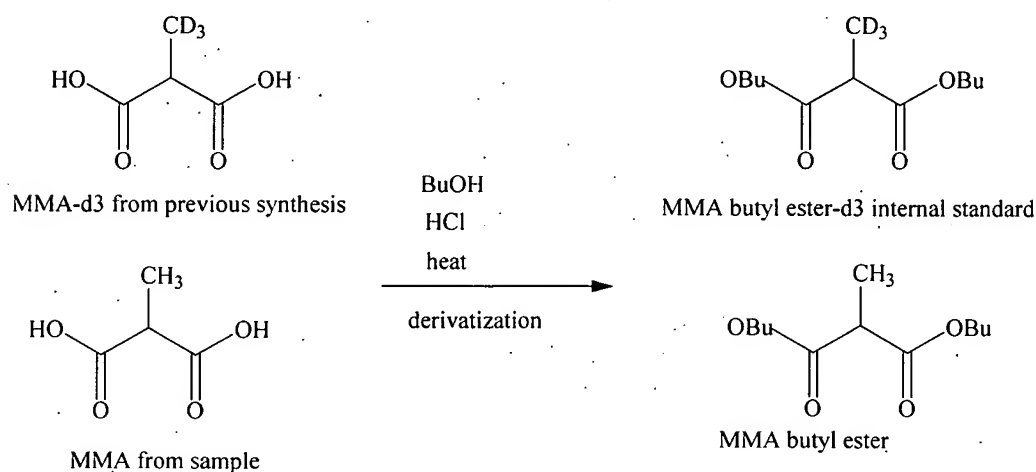 CD3
HO
OH
O
O
MMA-d3 from previous synthesis
CH3
HO
OH
O
O
MMA from sample
BuOH
HCl
heat
derivatization
CD3
OBu
OBu
O
O
MMA butyl ester-d3 internal standard
CH3
OBu
OBu
O
O
MMA butyl ester